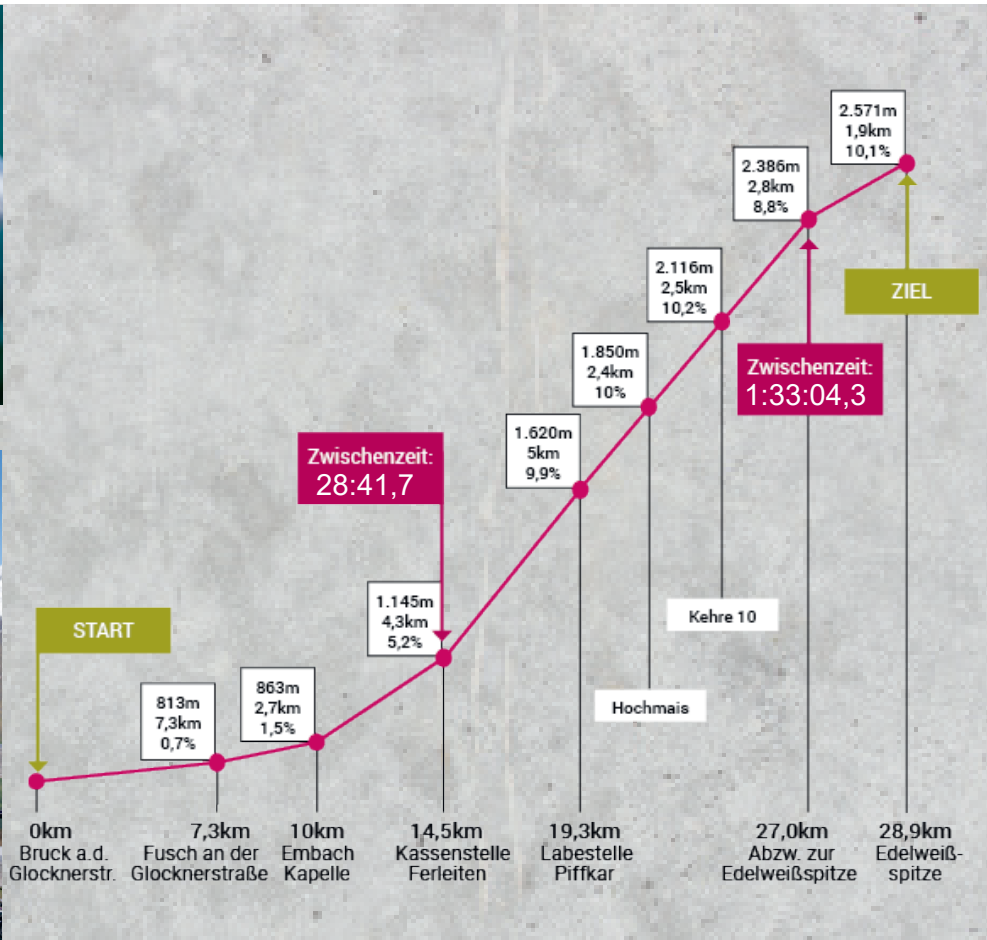 2.571m
1,9km
10,1%
2.386m
2,8km
8,8%
ZIEL
2.116m
2,5km
10,2%
1.850m
2,4km
10%
Zwischenzeit:
1:33:04,3
1.620m
5km
9,9%
Zwischenzeit:
28:41,7
1.145m
4,3km
5,2%
Kehre 10
START
863m
2,7km
1,5%
813m
7,3km
0,7%
Hochmais
0km
Bruck a.d.
Glocknerstr.
7,3km
Fusch an der
Glocknerstraße
10km
Embach
Kapelle
14,5km
Kassenstelle
Ferleiten
19,3km
Labestelle
Piffkar
27,0km
Abzw. zur
Edelweißspitze
28,9km
Edelweiß-
spitze